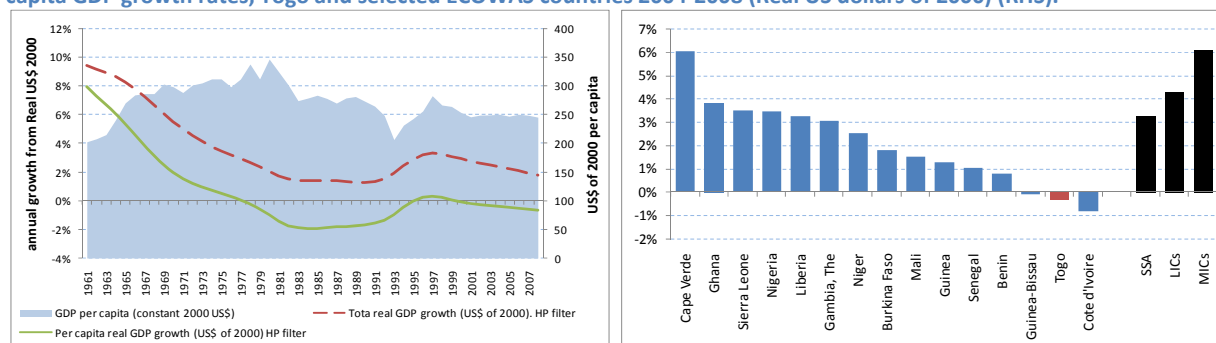 capita GDP growth rates, Togo and selected ECOWAS countries 2004-2008 (Real US dollars of 2000) (RHS).
annual growth from Real US$ 2000
12%
10%
8%
6%
4%
2%
0%
-2%
-4%
400
350
300
250
200
150
100
50
0
US$ of 2000 per capita
1961
1963
1965
1967
1969
1971
1973
1975
1977
1979
1981
1983
1985
1987
1989
1991
1993
1995
1997
1999
2001
2003
2005
2007
GDP per capita (constant 2000 US$)
Tota real GDP growth (US$ of 2000). HP filter
Per capita real GDP growth (US$ of 2000) HP filter
7%
6%
5%
4%
3%
2%
1%
0%
-1%
-2%
Cape Verde
Ghana
Sierra Leone
Nigeria
Liberia
Gambia, The
Niger
Burkina Faso
Mali
Guinea
Senegal
Benin
Guinea-Bissau
Togo
Cote d'Ivoire
SSA
LICs
MICs